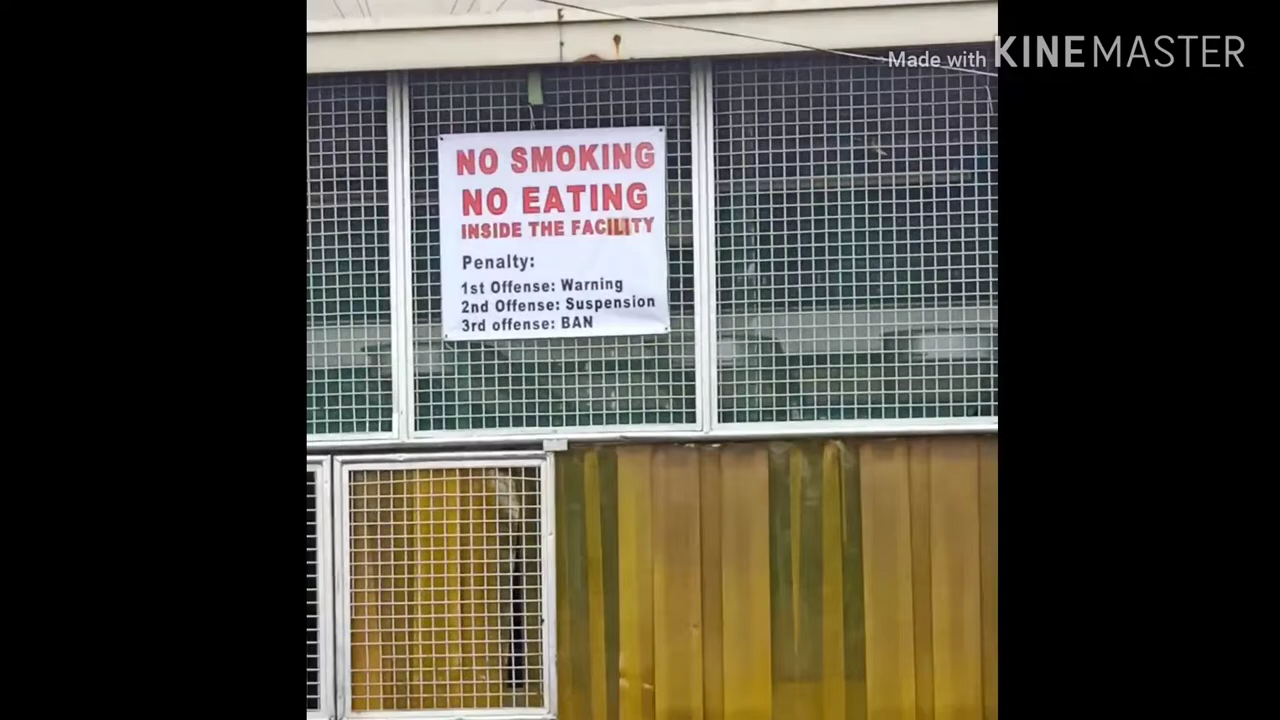 Made with KINEMASTER
NO SMOKING
NO EATING
INSIDE THE FACILITY
Penalty:
1st Offense: Warning
2nd Offense: Suspension
3rd offense: BAN